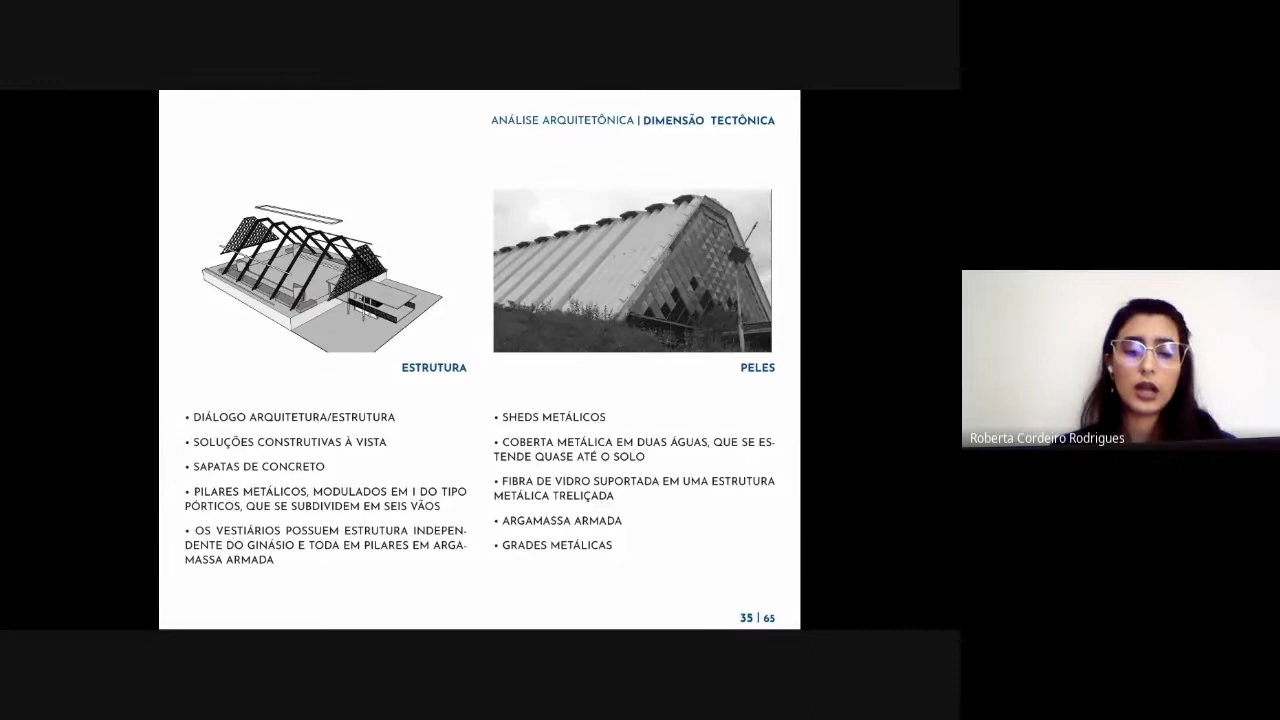 ANÁLISE ARQUITETÔNICA | DIMENSÃO TECTÔNICA
ESTRUTURA
• DIÁLOGO ARQUITETURA/ESTRUTURA
• SOLUÇÕES CONSTRUTIVAS À VISTA
• SAPATAS DE CONCRETO
• PILARES METÁLICOS, MODULADOS EM I DO TIPO
PÓRTICOS, QUE SE SUBDIVIDEM EM SEIS VÃOS
• OS VESTIÁRIOS POSSUEM ESTRUTURA INDEPEN-
DENTE DO GINÁSIO E TODA EM PILARES EM ARGA-
MASSA ARMADA
PELES
• SHEDS METÁLICOS
• COBERTA METÁLICA EM DUAS ÁGUAS, QUE SE ES-
TENDE QUASE ATÉ O SOLO
• FIBRA DE VIDRO SUPORTADA EM UMA ESTRUTURA
METÁLICA TRELIÇADA
• ARGAMASSA ARMADA
• GRADES METÁLICAS
35 | 65
Roberta Cordeiro Rodrigues